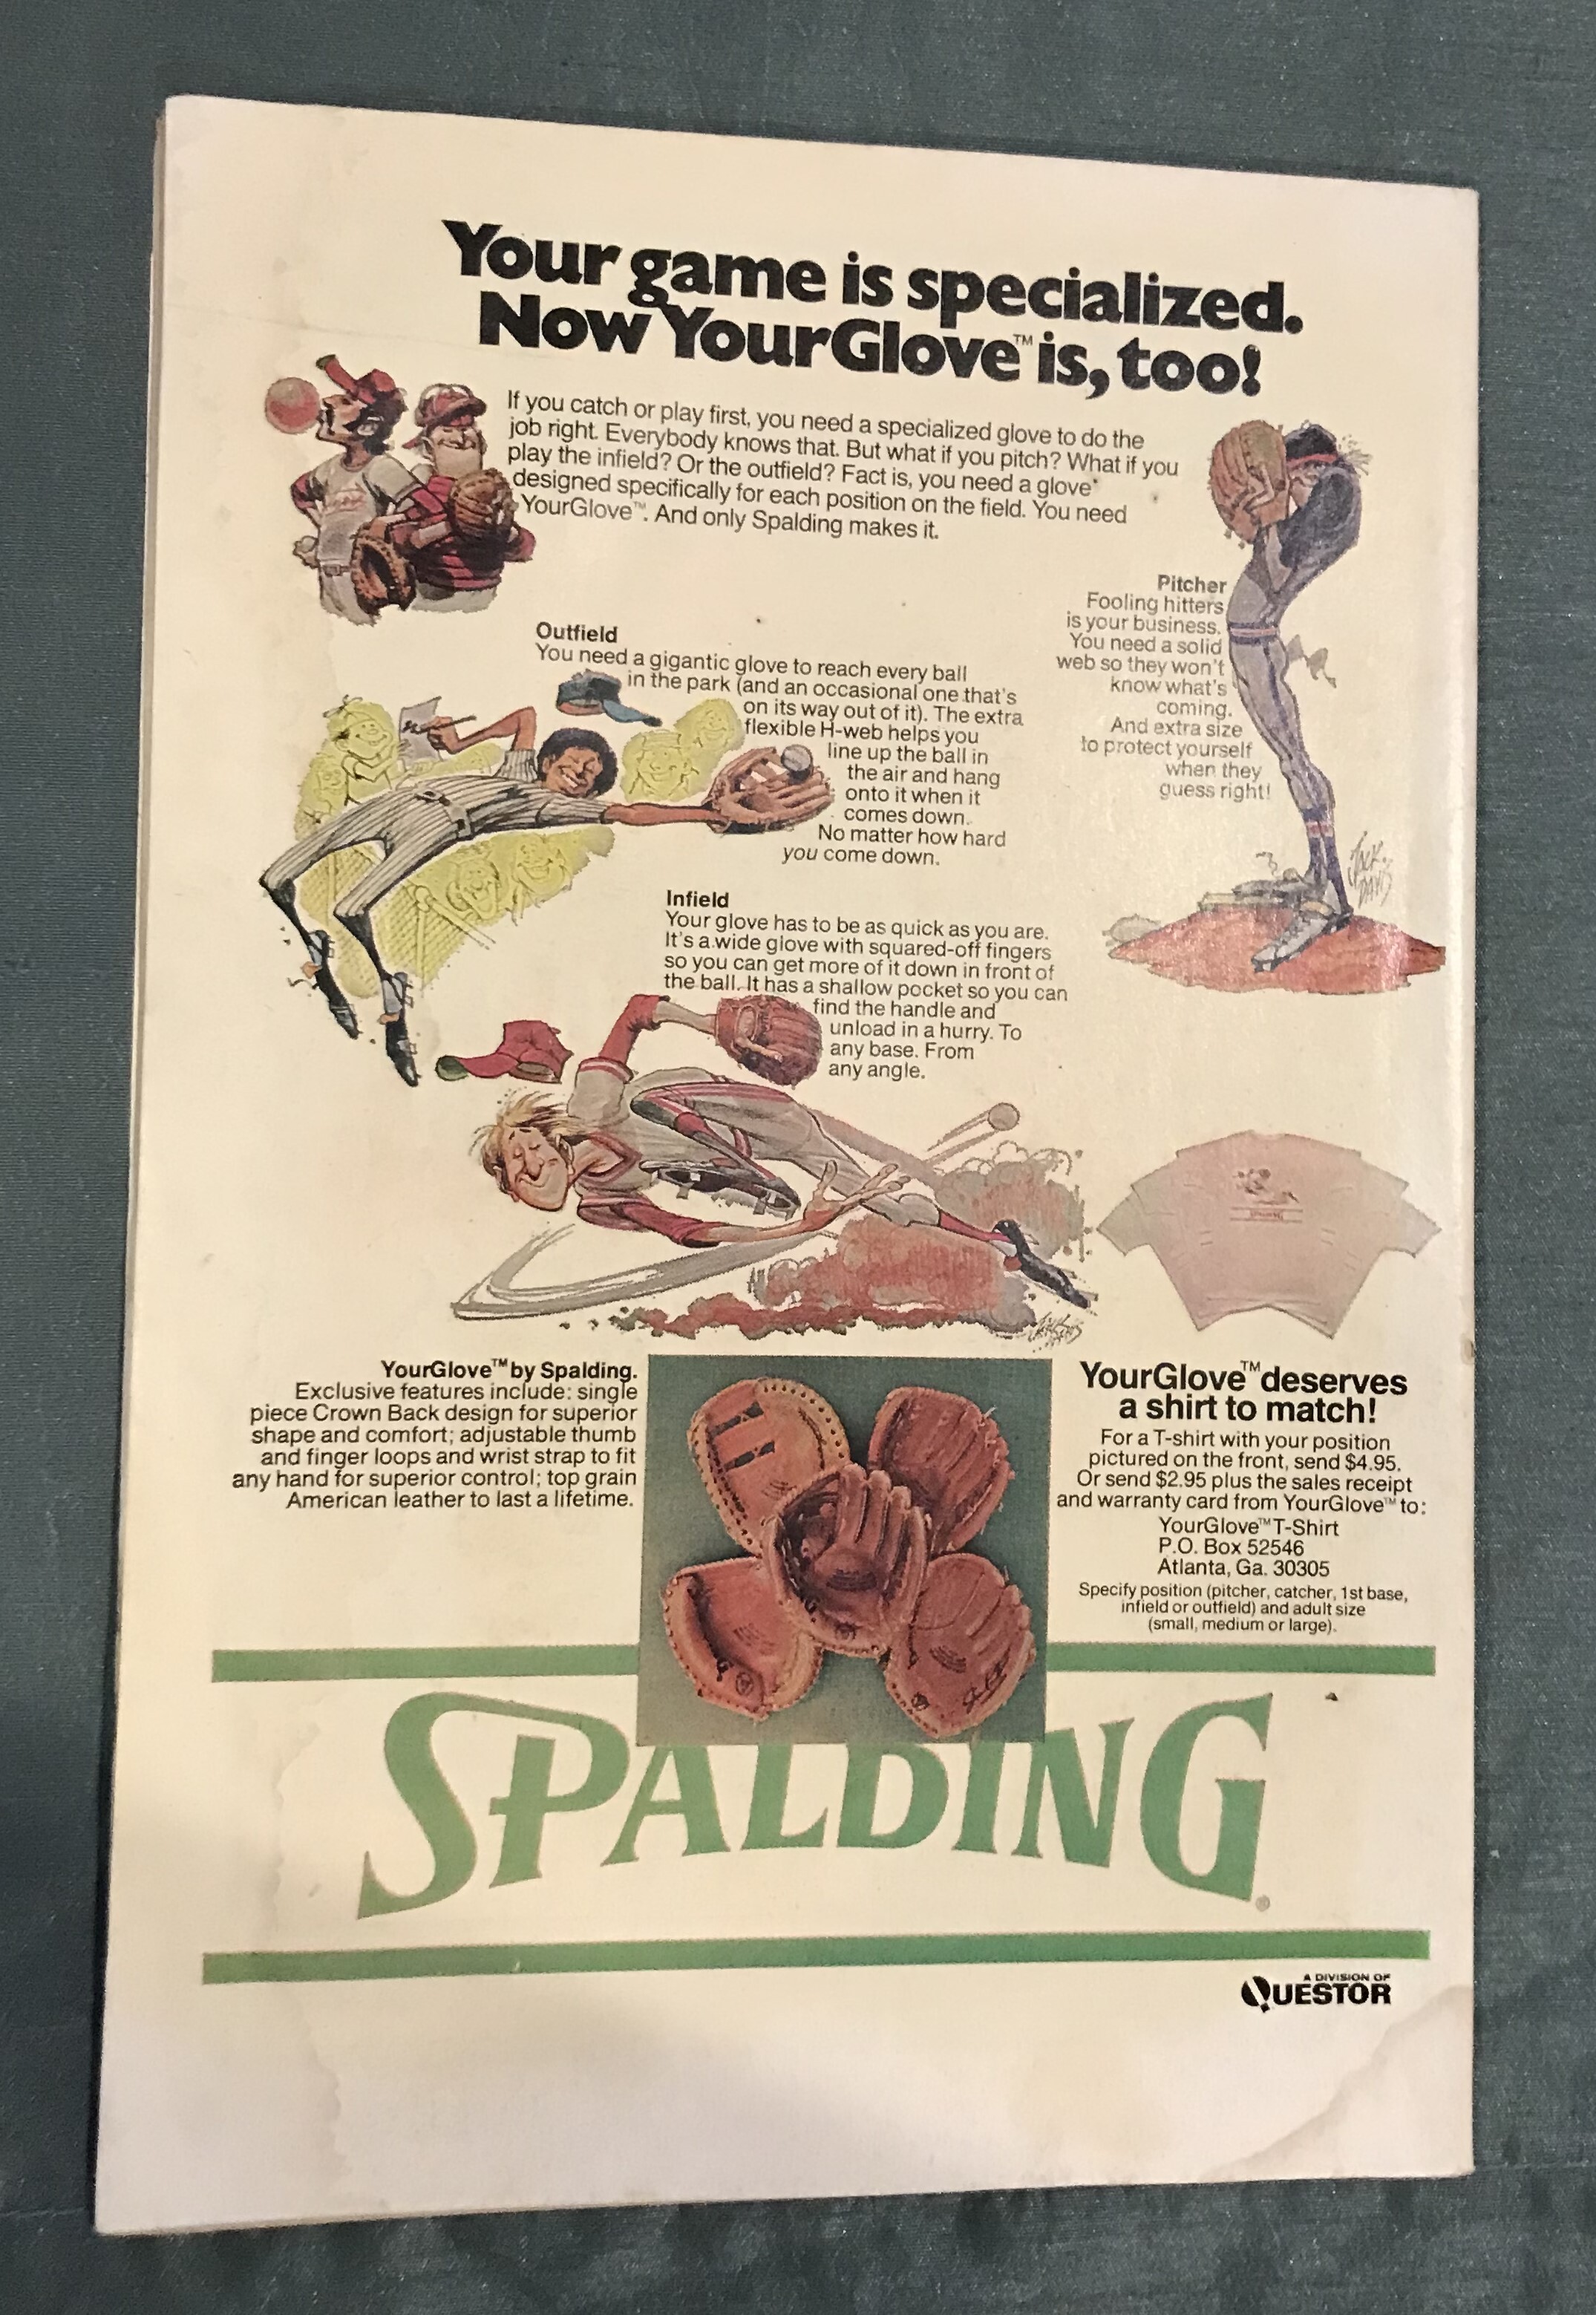 Your game is specialized.
Now YourGlove™ is, too!
If you catch or play first, you need a specialized glove to do the
job right. Everybody knows that. But what if you pitch? What if you
play the infield? Or the outfield? Fact is, you need a glove
designed specifically for each position on the field. You need
YourGlove™. And only Spalding makes it.
Pitcher
Fooling hitters
is your business.
You need a solid
web so they won't
know what's
coming.
And extra size
to protect yourself
when they
guess right!
JACK
DAVIS
Outfield
You need a gigantic glove to reach every ball
in the park (and an occasional one that's
on its way out of it). The extra
flexible H-web helps you
line up the ball in
the air and hang
onto it when it
comes down.
No matter how hard
you come down.
Infield
Your glove has to be as quick as you are.
It's a wide glove with squared-off fingers
so you can get more of it down in front of
the ball. It has a shallow pocket so you can
find the handle and
unload in a hurry. To
any base. From
any angle.
JACK DAVIS
SPALDING
YourGlove™ by Spalding.
Exclusive features include: single
piece Crown Back design for superior
shape and comfort; adjustable thumb
and finger loops and wrist strap to fit
any hand for superior control; top grain
American leather to last a lifetime.
YourGlove™ deserves
a shirt to match!
For a T-shirt with your position
pictured on the front, send $4.95.
Or send $2.95 plus the sales receipt
and warranty card from YourGlove™ to:
YourGlove™ T-Shirt
P.O. Box 52546
Atlanta, Ga. 30305
Specify position (pitcher, catcher, 1st base,
infield or outfield) and adult size
(small, medium or large).
SPALDING®
A DIVISION OF
QUESTOR